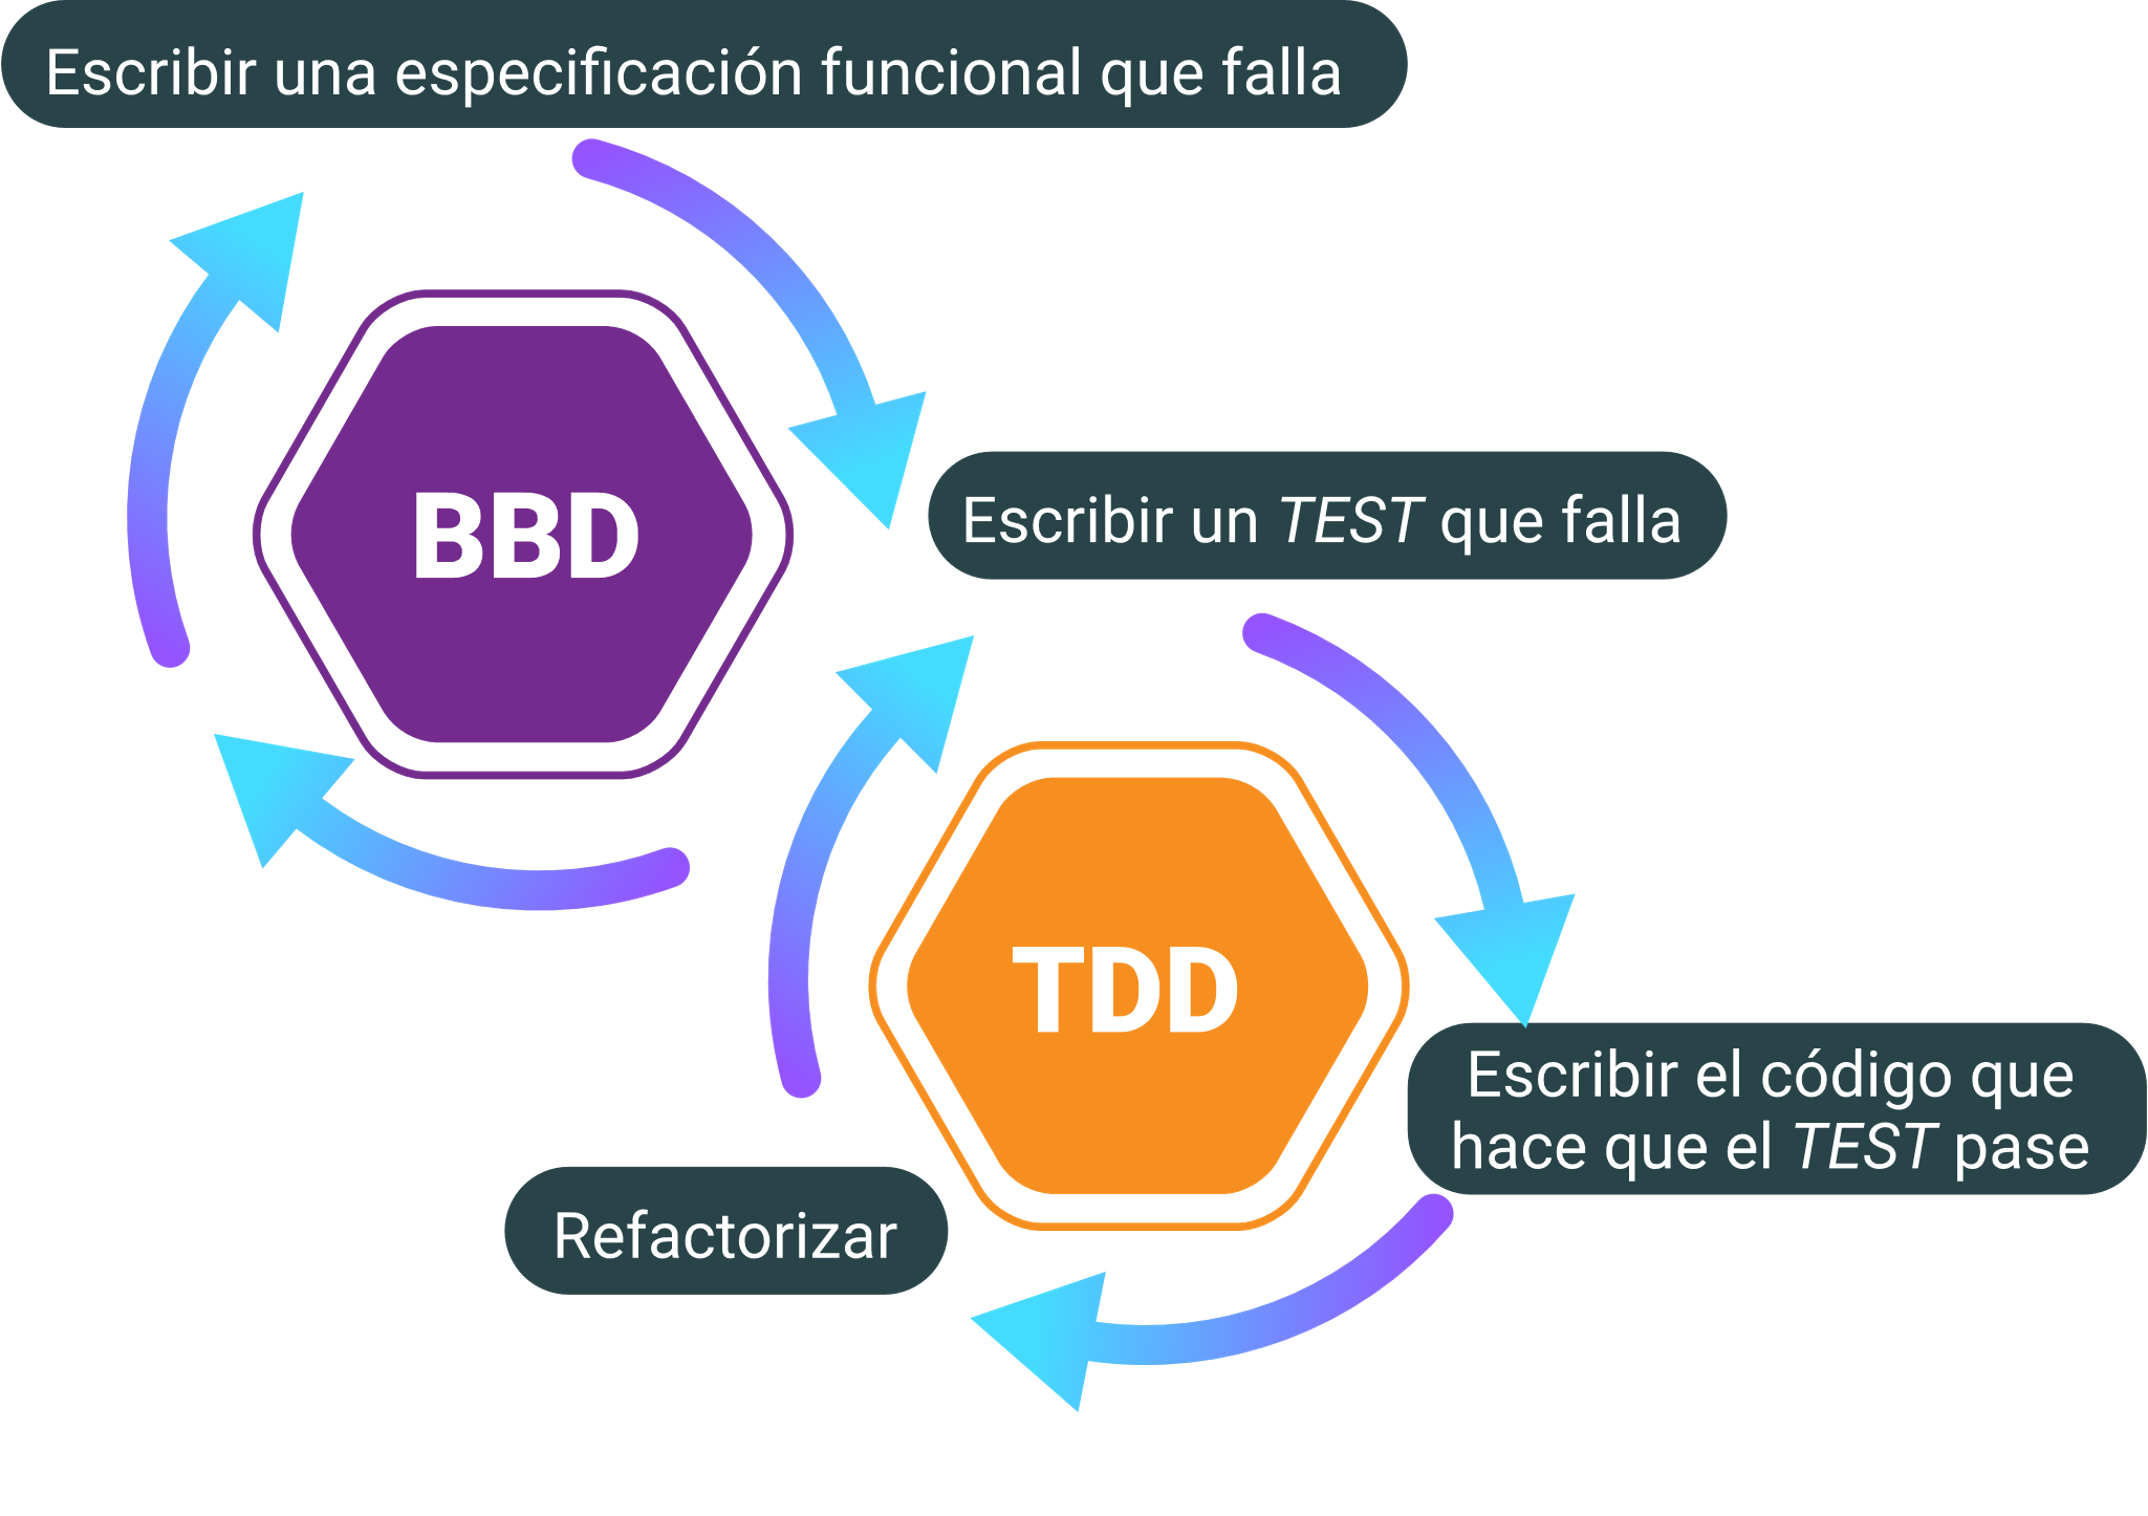 Escribir una especificación funcional que falla
BBD
Escribir un TEST que falla
TDD
Escribir el código que
hace que el TEST pase
Refactorizar